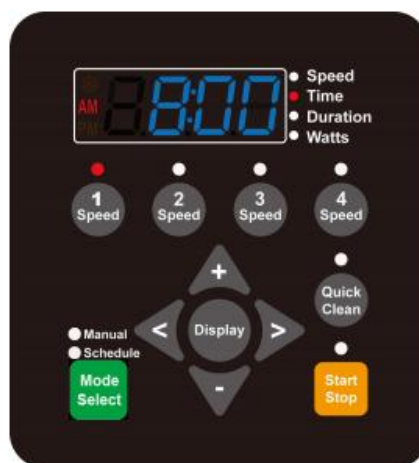 Speed
AM 8:00 Time
PM Duration
Watts
1 2 3 4
Speed Speed Speed Speed
+
Quick
Clean
< Display >
Manual
Schedule
-
Mode
Select
Start
Stop